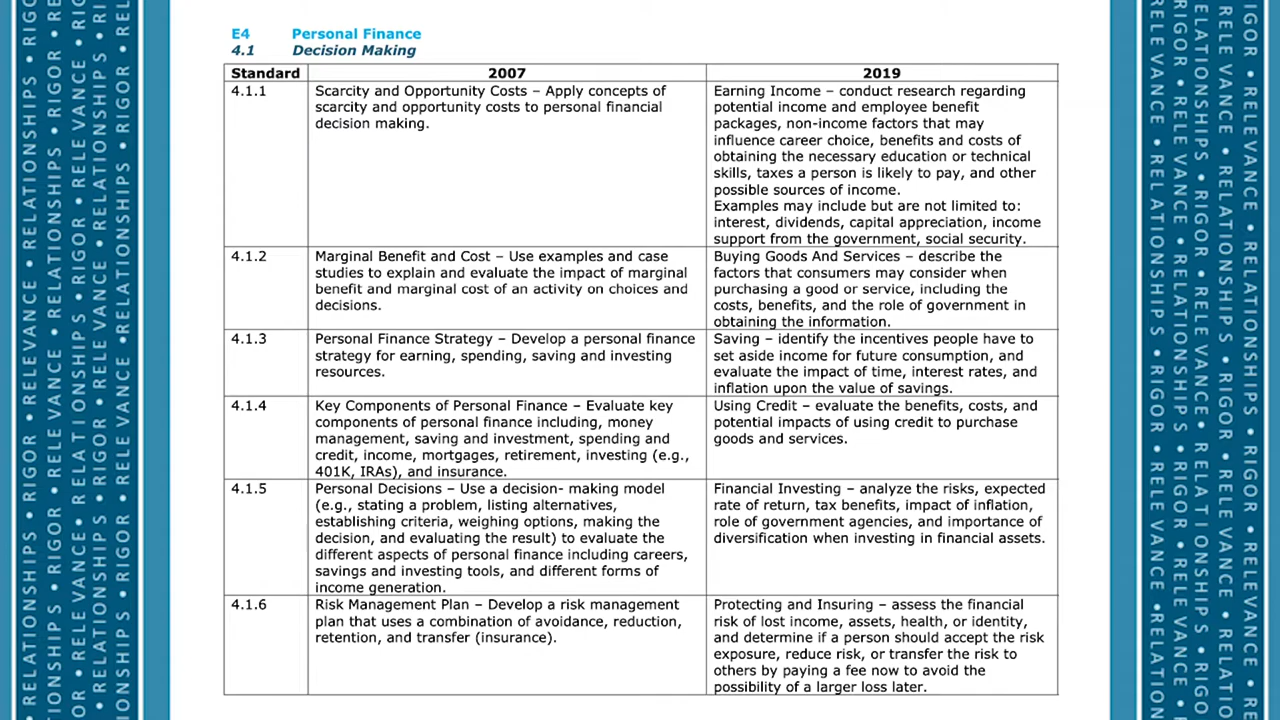 E4 Personal Finance
4.1 Decision Making
Standard 2007 2019
4.1.1
Scarcity and Opportunity Costs – Apply concepts of
scarcity and opportunity costs to personal financial
decision making.
Earning Income – conduct research regarding
potential income and employee benefit
packages, non-income factors that may
influence career choice, benefits and costs of
obtaining the necessary education or technical
skills, taxes a person is likely to pay, and other
possible sources of income.
Examples may include but are not limited to:
interest, dividends, capital appreciation, income
support from the government, social security.
4.1.2
Marginal Benefit and Cost – Use examples and case
studies to explain and evaluate the impact of marginal
benefit and marginal cost of an activity on choices and
decisions.
Buying Goods And Services – describe the
factors that consumers may consider when
purchasing a good or service, including the
costs, benefits, and the role of government in
obtaining the information.
4.1.3
Personal Finance Strategy – Develop a personal finance
strategy for earning, spending, saving and investing
resources.
Saving – identify the incentives people have to
set aside income for future consumption, and
evaluate the impact of time, interest rates, and
inflation upon the value of savings.
4.1.4
Key Components of Personal Finance – Evaluate key
components of personal finance including, money
management, saving and investment, spending and
credit, income, mortgages, retirement, investing (e.g.,
401K, IRAs), and insurance.
Using Credit – evaluate the benefits, costs, and
potential impacts of using credit to purchase
goods and services.
4.1.5
Personal Decisions – Use a decision- making model
(e.g., stating a problem, listing alternatives,
establishing criteria, weighing options, making the
decision, and evaluating the result) to evaluate the
different aspects of personal finance including careers,
savings and investing tools, and different forms of
income generation.
Financial Investing – analyze the risks, expected
rate of return, tax benefits, impact of inflation,
role of government agencies, and importance of
diversification when investing in financial assets.
4.1.6
Risk Management Plan – Develop a risk management
plan that uses a combination of avoidance, reduction,
retention, and transfer (insurance).
Protecting and Insuring – assess the financial
risk of lost income, assets, health, or identity,
and determine if a person should accept the risk
exposure, reduce risk, or transfer the risk to
others by paying a fee now to avoid the
possibility of a larger loss later.